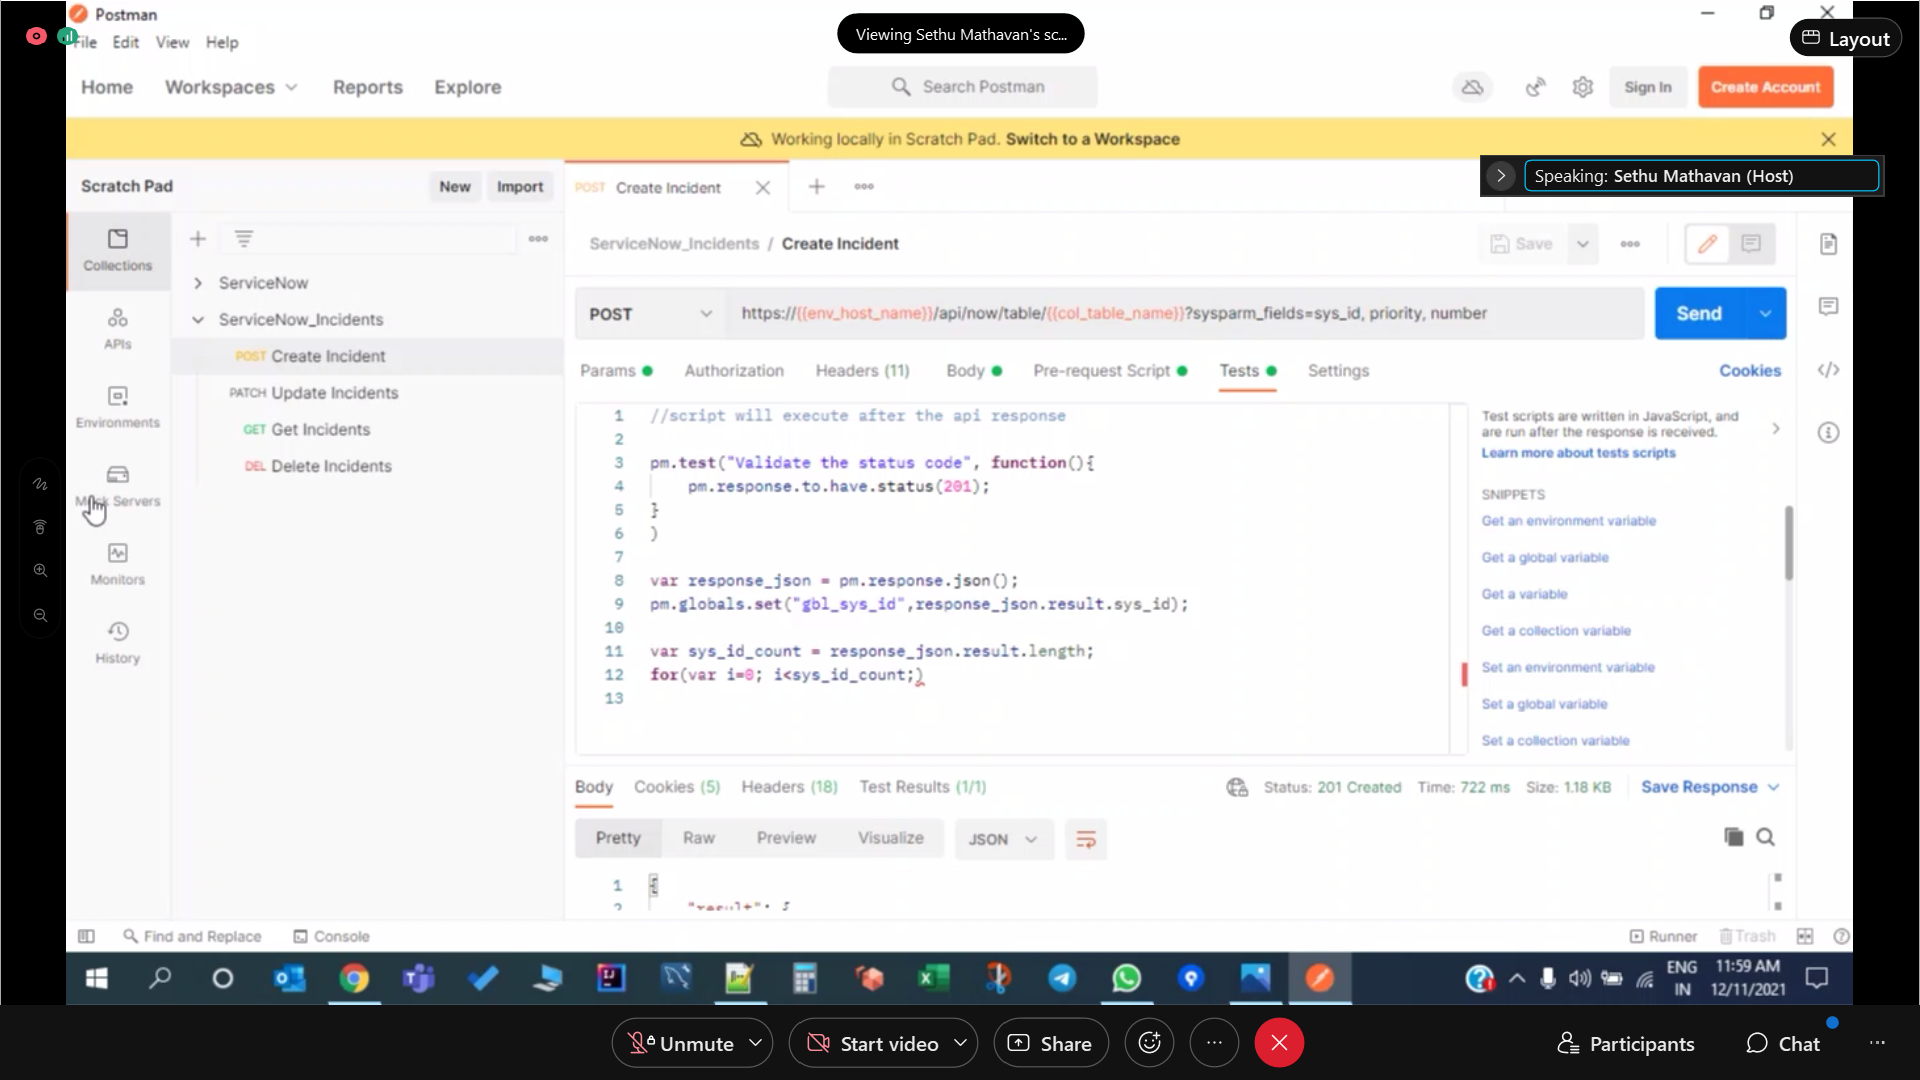 Postman
Viewing Sethu Mathavan's sc...
File Edit View Help
Layout
Home Workspaces Reports Explore
Search Postman
Sign In Create Account
Working locally in Scratch Pad. Switch to a Workspace
Speaking: Sethu Mathavan (Host)
Scratch Pad New Import
POST Create Incident
Collections
APIs
Environments
Mock Servers
Monitors
History
ServiceNow
ServiceNow_Incidents
POST Create Incident
PATCH Update Incidents
GET Get Incidents
DEL Delete Incidents
ServiceNow_Incidents / Create Incident
Save
POST https://{{env_host_name}}/api/now/table/{{col_table_name}}?sysparm_fields=sys_id, priority, number
Send
Params Authorization Headers (11) Body Pre-request Script Tests Settings
Cookies
1 //script will execute after the api response
2
3 pm.test("Validate the status code", function(){
4 pm.response.to.have.status(201);
5 }
6 )
7
8 var response_json = pm.response.json();
9 pm.globals.set("gbl_sys_id",response_json.result.sys_id);
10
11 var sys_id_count = response_json.result.length;
12 for(var i=0; i<sys_id_count;)
13
Test scripts are written in JavaScript, and
are run after the response is received.
Learn more about tests scripts
SNIPPETS
Get an environment variable
Get a global variable
Get a variable
Get a collection variable
Set an environment variable
Set a global variable
Set a collection variable
Body Cookies (5) Headers (18) Test Results (1/1)
Status: 201 Created Time: 722 ms Size: 1.18 KB Save Response
Pretty Raw Preview Visualize JSON
1 {
2 "result": {
Find and Replace Console
Runner Trash
ENG
IN
11:59 AM
12/11/2021
Unmute Start video Share
Participants Chat